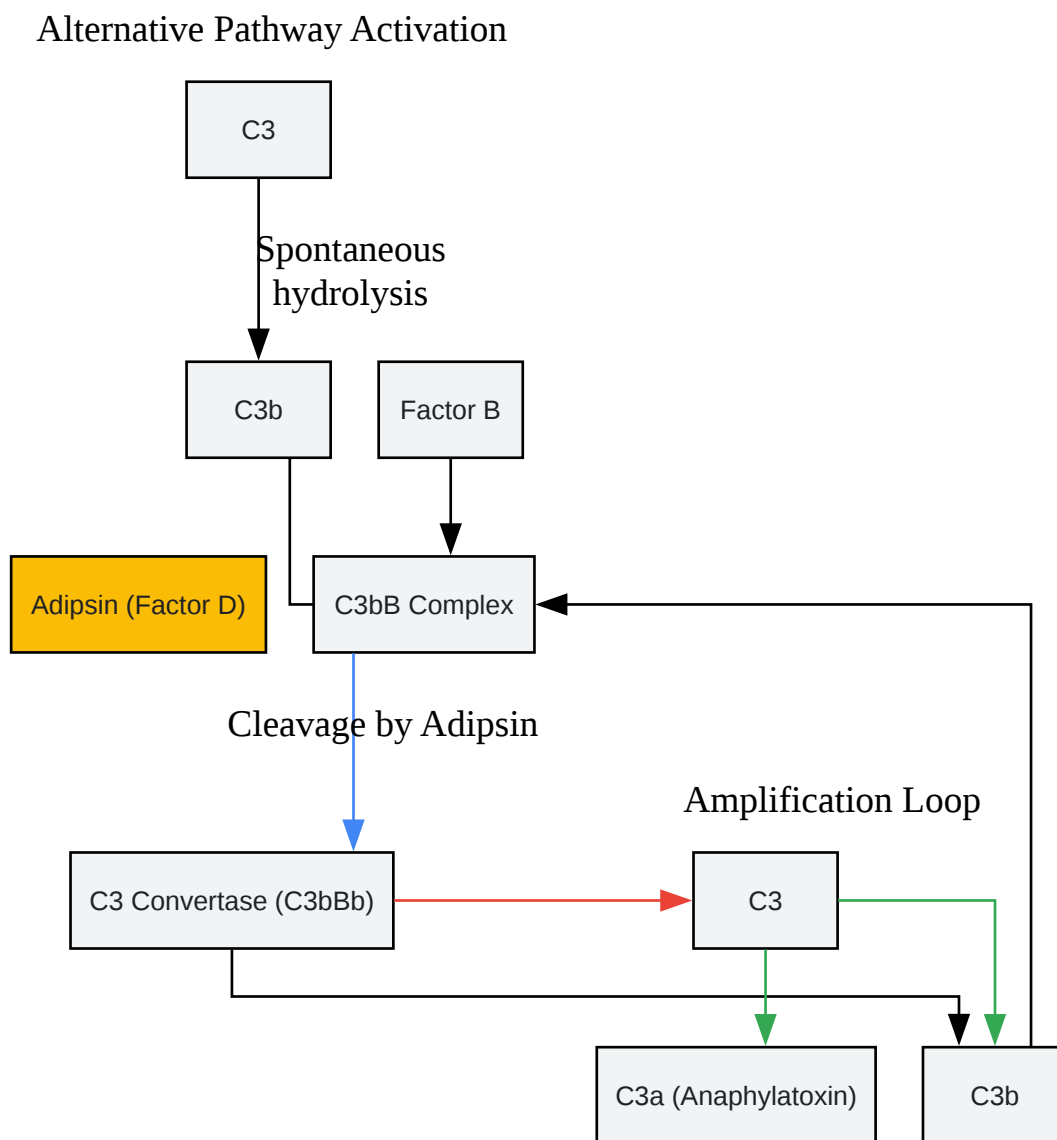 Alternative Pathway Activation
C3
Spontaneous
hydrolysis
C3b
Factor B
Adipsin (Factor D)
C3bB Complex
Cleavage by Adipsin
Amplification Loop
C3 Convertase (C3bBb)
C3
C3a (Anaphylatoxin)
C3b